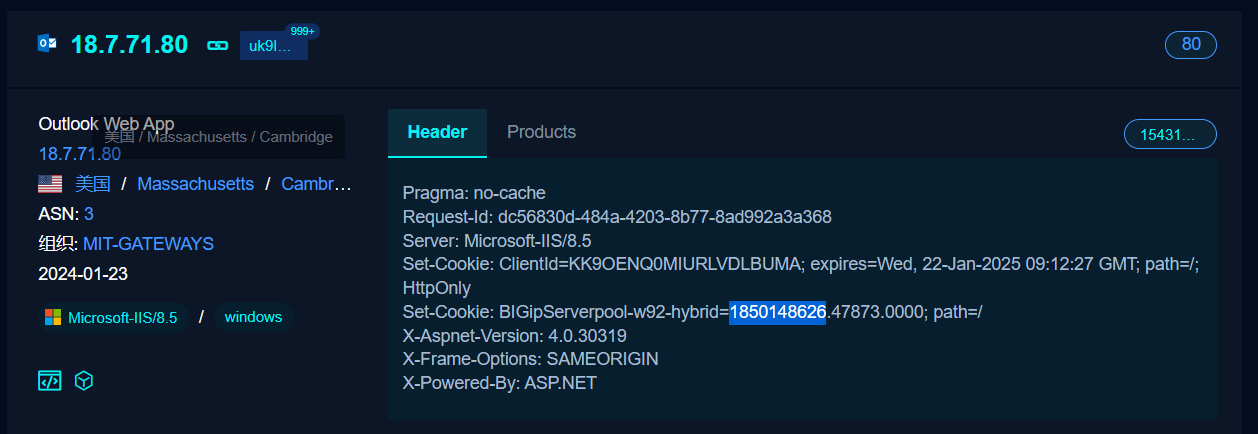 18.7.71.80
uk9l...
999+
80
Outlook Web App
美国 / Massachusetts / Cambridge
18.7.71.80
美国 / Massachusetts / Cambr...
ASN: 3
组织: MIT-GATEWAYS
2024-01-23
Microsoft-IIS/8.5 / windows
Header
Products
15431...
Pragma: no-cache
Request-Id: dc56830d-484a-4203-8b77-8ad992a3a368
Server: Microsoft-IIS/8.5
Set-Cookie: ClientId=KK9OENQ0MIURLVDLBUMA; expires=Wed, 22-Jan-2025 09:12:27 GMT; path=/;
HttpOnly
Set-Cookie: BIGipServerpool-w92-hybrid=1850148626.47873.0000; path=/
X-Aspnet-Version: 4.0.30319
X-Frame-Options: SAMEORIGIN
X-Powered-By: ASP.NET